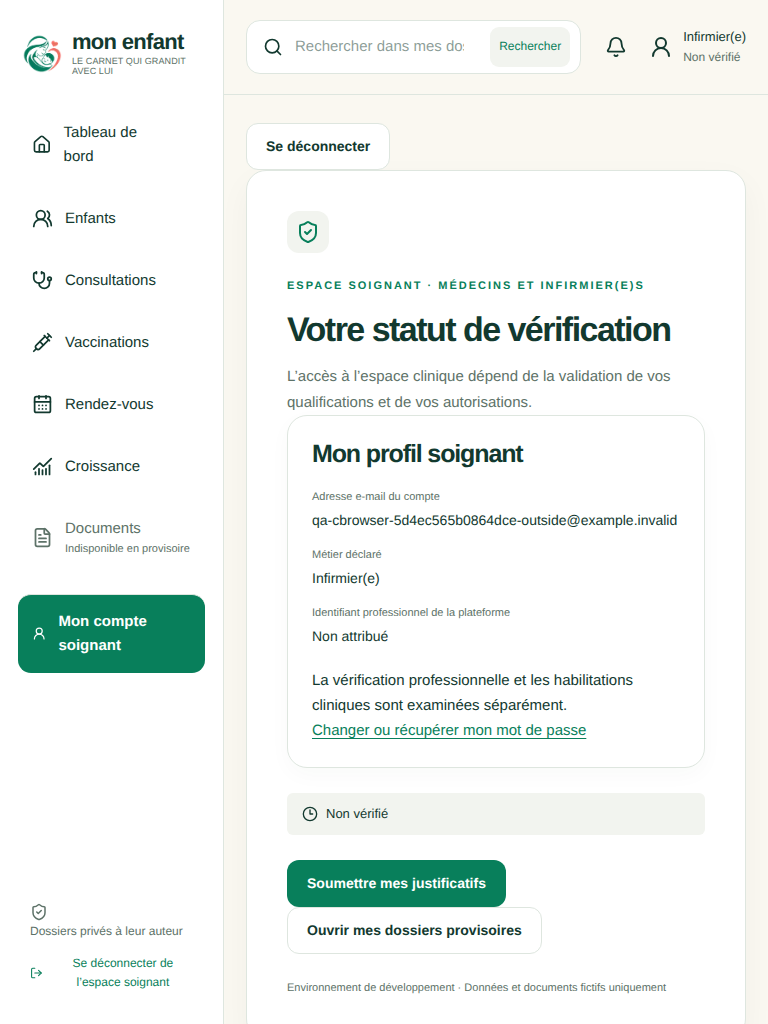 mon enfant
LE CARNET QUI GRANDIT
AVEC LUI
Tableau de
bord
Enfants
Consultations
Vaccinations
Rendez-vous
Croissance
Documents
Indisponible en provisoire
Mon compte
soignant
Dossiers privés à leur auteur
Se déconnecter de
l’espace soignant
Rechercher dans mes dos
Rechercher
Infirmier(e)
Non vérifié
Se déconnecter
ESPACE SOIGNANT · MÉDECINS ET INFIRMIER(E)S
Votre statut de vérification
L’accès à l’espace clinique dépend de la validation de vos
qualifications et de vos autorisations.
Mon profil soignant
Adresse e-mail du compte
qa-cbrowser-5d4ec565b0864dce-outside@example.invalid
Métier déclaré
Infirmier(e)
Identifiant professionnel de la plateforme
Non attribué
La vérification professionnelle et les habilitations
cliniques sont examinées séparément.
Changer ou récupérer mon mot de passe
Non vérifié
Soumettre mes justificatifs
Ouvrir mes dossiers provisoires
Environnement de développement · Données et documents fictifs uniquement